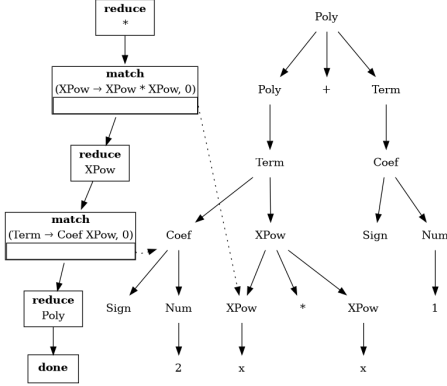 reduce
*
match
(XPow → XPow * XPow, 0)
reduce
XPow
match
(Term → Coef XPow, 0)
reduce
Poly
done
Poly
Poly + Term
Term Coef
Coef XPow Sign Num
Sign Num XPow * XPow 1
2 x x